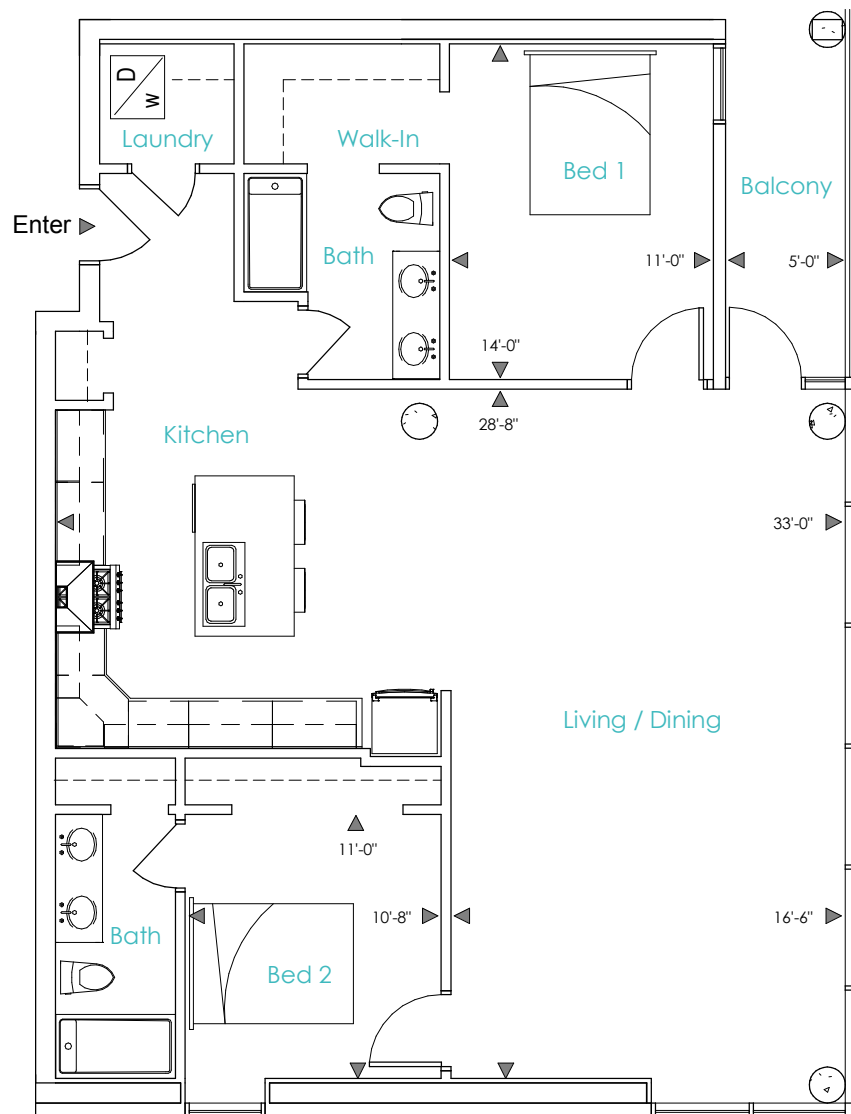 D
W
Laundry
Walk-In
Bed 1
Balcony
Enter
Bath
11'-0"
5'-0"
14'-0"
28'-8"
Kitchen
33'-0"
Living / Dining
11'-0"
10'-8"
16'-6"
Bath
Bed 2